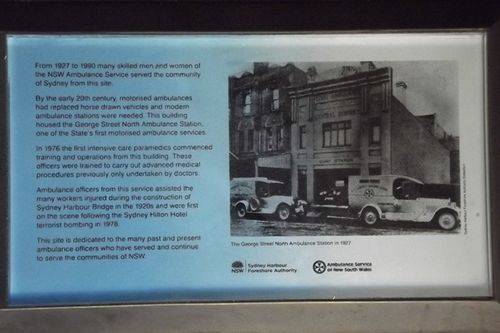 From 1927 to 1990 many skilled men and women of
the NSW Ambulance Service served the community
of Sydney from this site.
By the early 20th century, motorised ambulances
had replaced horse drawn vehicles and modern
ambulance stations were needed. This building
housed the George Street North Ambulance Station,
one of the State's first motorised ambulance services.
In 1976 the first intensive care paramedics commenced
training and operations from this building. These
officers were trained to carry out advanced medical
procedures previously only undertaken by doctors.
Ambulance officers from this service assisted the
many workers injured during the construction of
Sydney Harbour Bridge in the 1920s and were first
on the scene following the Sydney Hilton Hotel
terrorist bombing in 1978.
This site is dedicated to the many past and present
ambulance officers who have served and continue
to serve the communities of NSW.
The George Street North Ambulance Station in 1927
NSW
Sydney Harbour
Foreshore Authority
Ambulance Service
of New South Wales